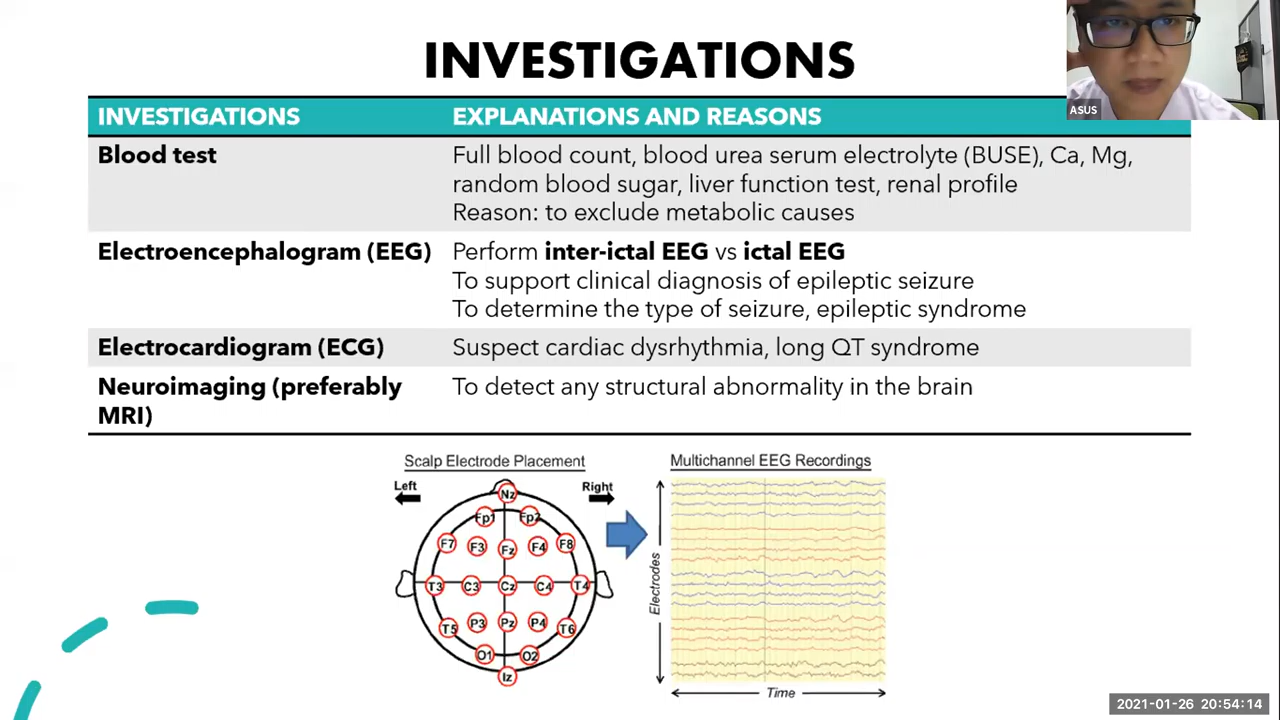 INVESTIGATIONS
ASUS
INVESTIGATIONS EXPLANATIONS AND REASONS
Blood test
Full blood count, blood urea serum electrolyte (BUSE), Ca, Mg,
random blood sugar, liver function test, renal profile
Reason: to exclude metabolic causes
Electroencephalogram (EEG)
Perform inter-ictal EEG vs ictal EEG
To support clinical diagnosis of epileptic seizure
To determine the type of seizure, epileptic syndrome
Electrocardiogram (ECG)
Suspect cardiac dysrhythmia, long QT syndrome
Neuroimaging (preferably
MRI)
To detect any structural abnormality in the brain
Scalp Electrode Placement
Left
Right
Nz
Fp1 Fp2
F7 F3 Fz F4 F8
T3 C3 Cz C4 T4
T5 P3 Pz P4 T6
O1 O2
Iz
Multichannel EEG Recordings
Electrodes
Time
2021-01-26 20:54:14